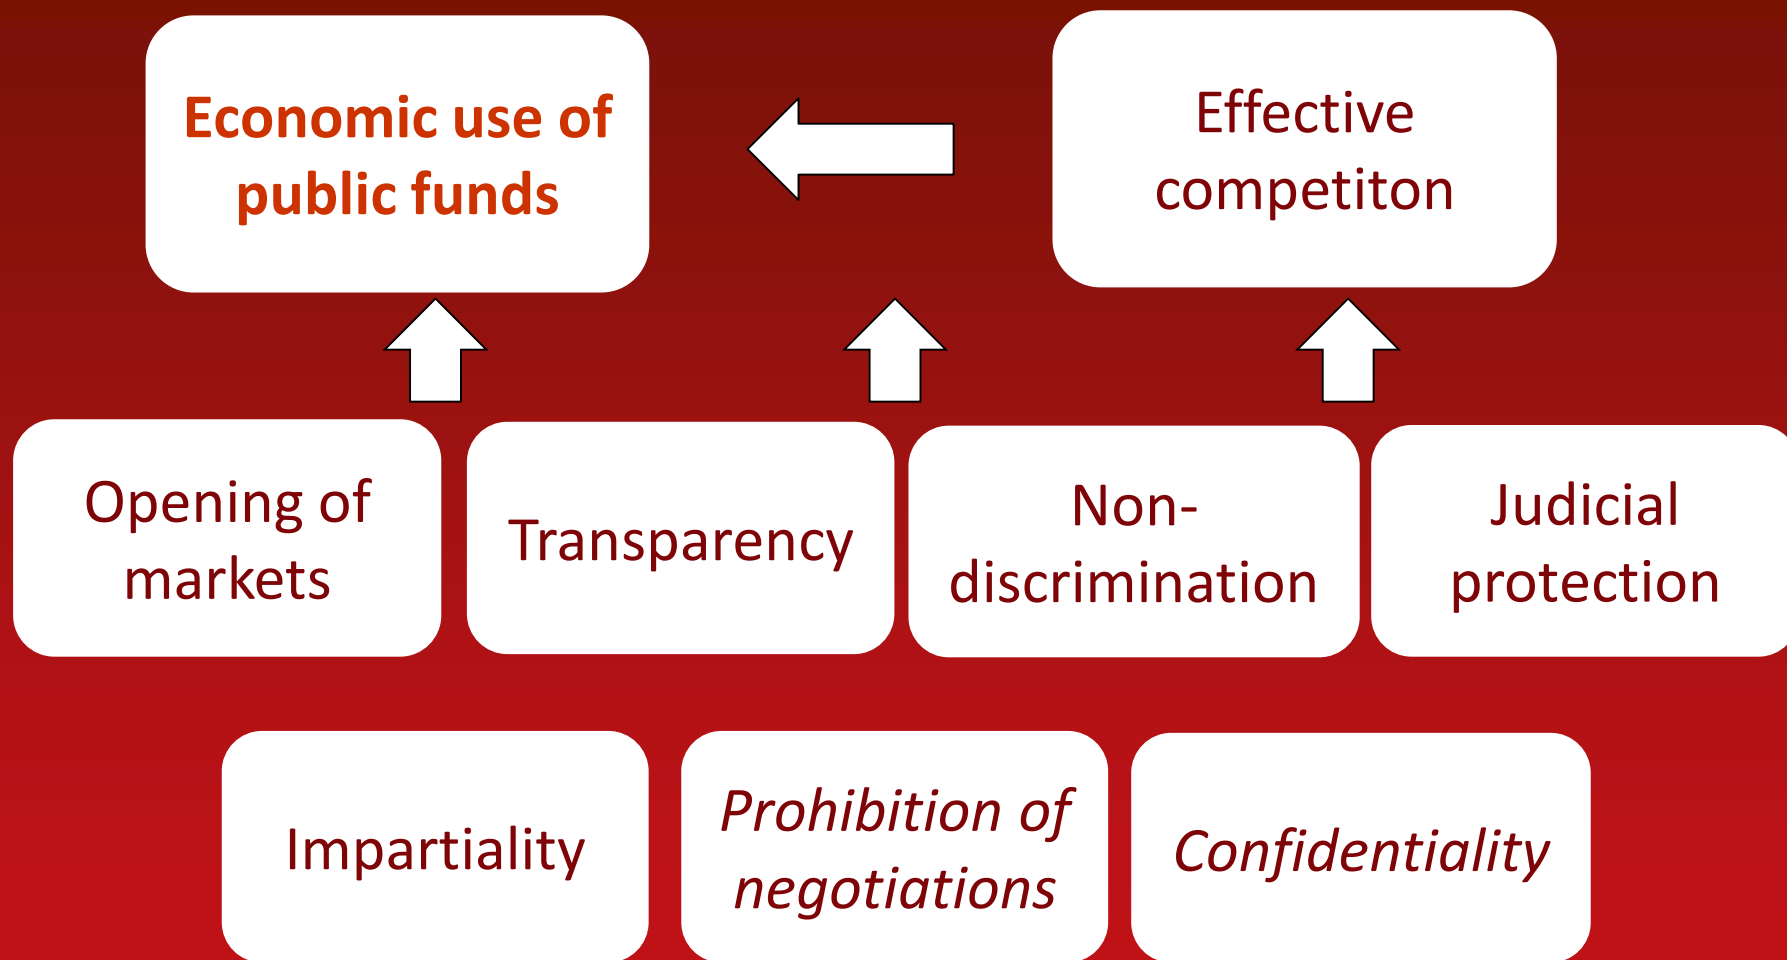 Economic use of
public funds
Effective
competiton
Opening of
markets
Transparency
Non-
discrimination
Judicial
protection
Impartiality
Prohibition of
negotiations
Confidentiality